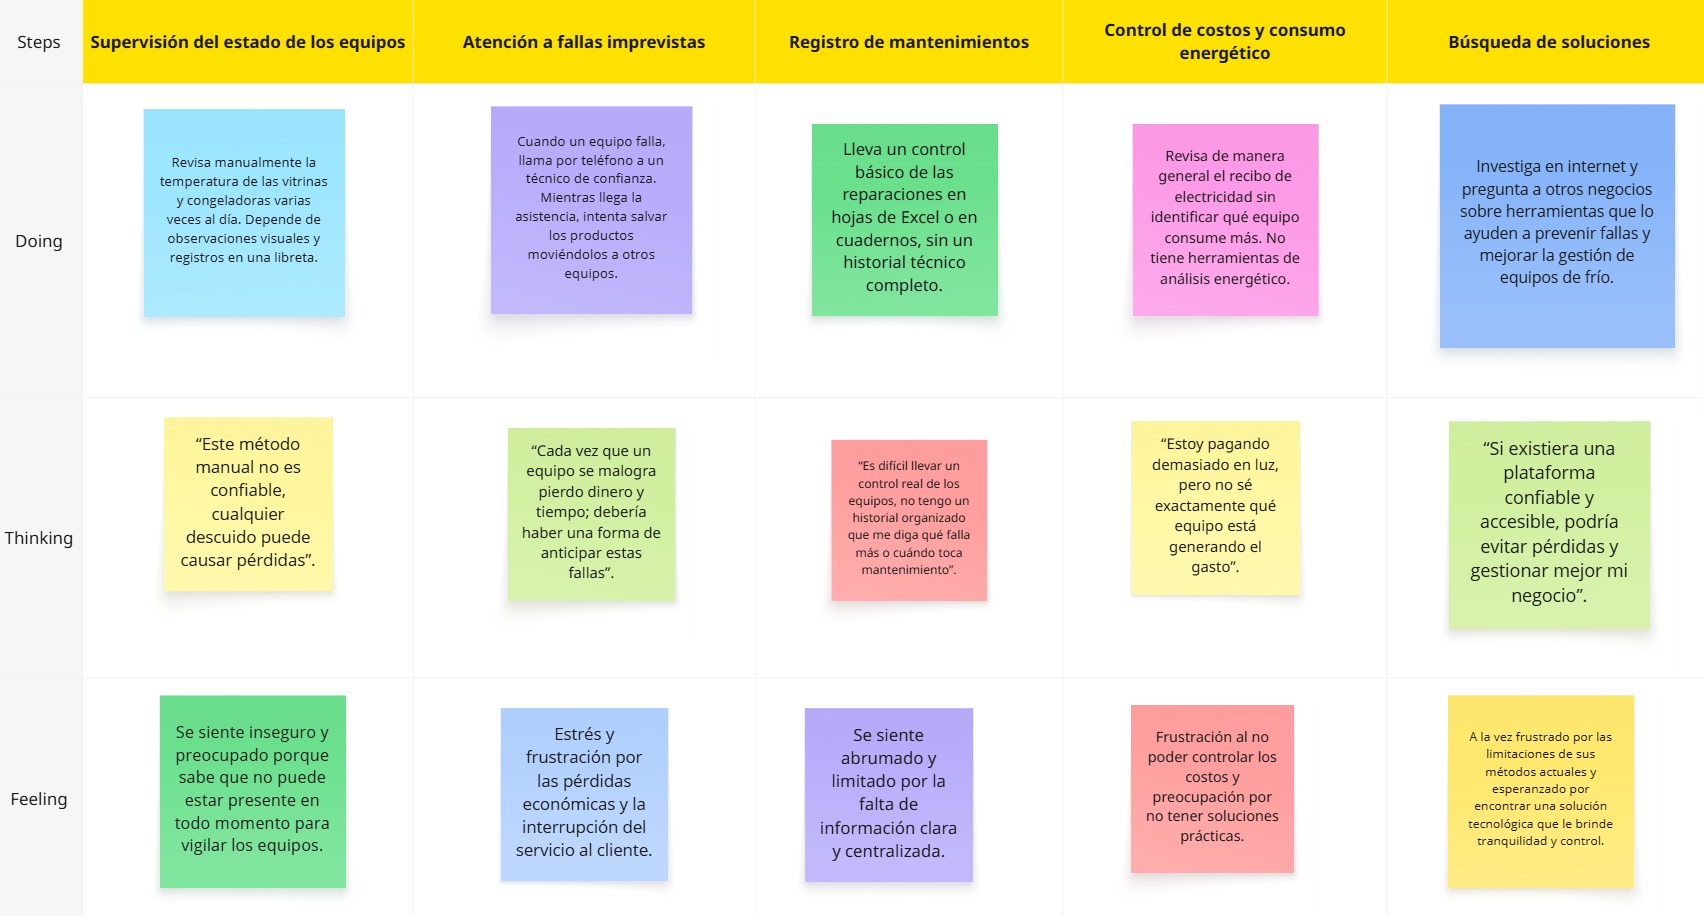 Steps
Supervisión del estado de los equipos
Atención a fallas imprevistas
Registro de mantenimientos
Control de costos y consumo
energético
Búsqueda de soluciones
Doing
Revisa manualmente la
temperatura de las vitrinas
y congeladoras varias
veces al día. Depende de
observaciones visuales y
registros en una libreta.
Cuando un equipo falla,
llama por teléfono a un
técnico de confianza.
Mientras llega la
asistencia, intenta salvar
los productos
moviéndolos a otros
equipos.
Lleva un control
básico de las
reparaciones en
hojas de Excel o en
cuadernos, sin un
historial técnico
completo.
Revisa de manera
general el recibo de
electricidad sin
identificar qué equipo
consume más. No
tiene herramientas de
análisis energético.
Investiga en internet y
pregunta a otros negocios
sobre herramientas que lo
ayuden a prevenir fallas y
mejorar la gestión de
equipos de frío.
Thinking
“Este método
manual no es
confiable,
cualquier
descuido puede
causar pérdidas”.
“Cada vez que un
equipo se malogra
pierdo dinero y
tiempo; debería
haber una forma de
anticipar estas
fallas”.
“Es difícil llevar un
control real de los
equipos, no tengo un
historial organizado
que me diga qué falla
más o cuándo toca
mantenimiento”.
“Estoy pagando
demasiado en luz,
pero no sé
exactamente qué
equipo está
generando el
gasto”.
“Si existiera una
plataforma
confiable y
accesible, podría
evitar pérdidas y
gestionar mejor mi
negocio”.
Feeling
Se siente inseguro y
preocupado porque
sabe que no puede
estar presente en
todo momento para
vigilar los equipos.
Estrés y
frustración por
las pérdidas
económicas y la
interrupción del
servicio al cliente.
Se siente
abrumado y
limitado por la
falta de
información clara
y centralizada.
Frustración al no
poder controlar los
costos y
preocupación por
no tener soluciones
prácticas.
A la vez frustrado por las
limitaciones de sus
métodos actuales y
esperanzado por
encontrar una solución
tecnológica que le brinde
tranquilidad y control.